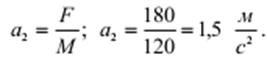 a₂ = F/M; a₂ = 180/120 = 1,5 м/с².